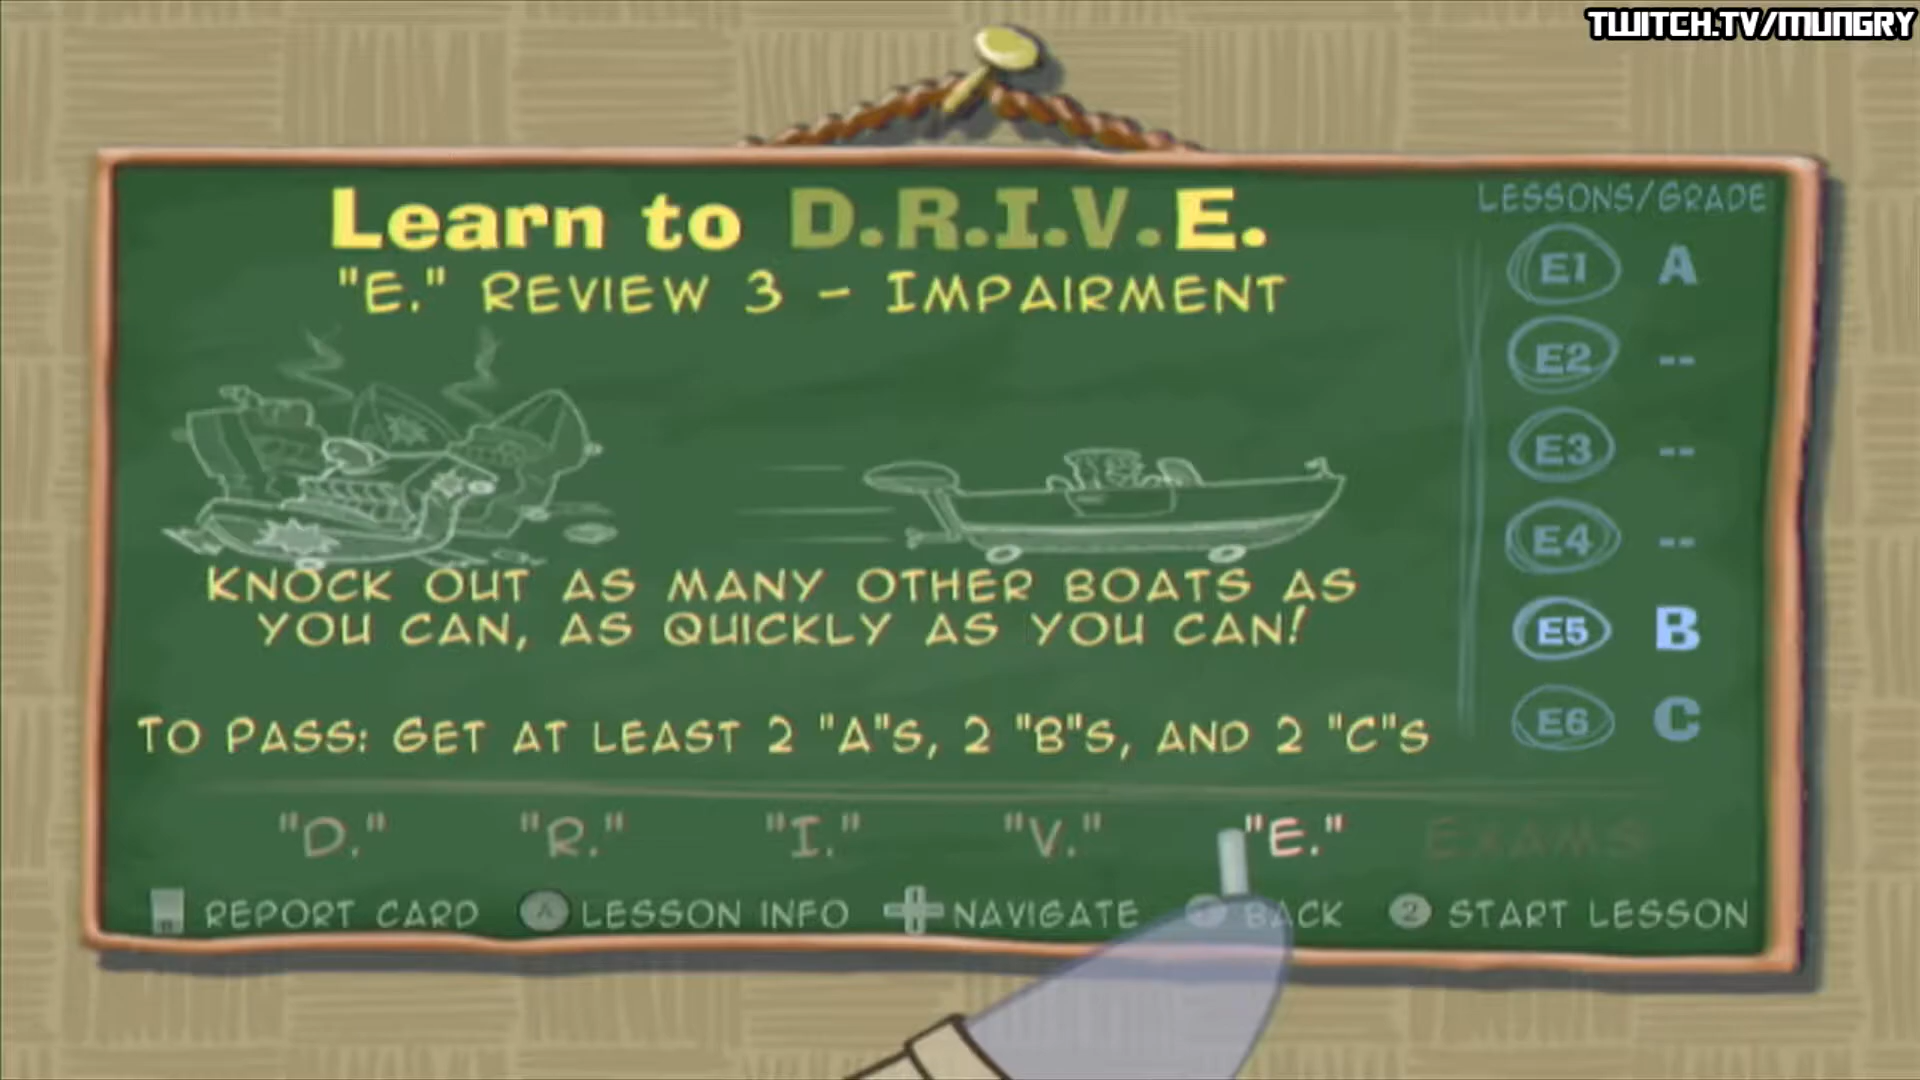 TWITCH.TV/MUNGRY
Learn to D.R.I.V.E.
"E." REVIEW 3 - IMPAIRMENT
KNOCK OUT AS MANY OTHER BOATS AS
YOU CAN, AS QUICKLY AS YOU CAN!
TO PASS: GET AT LEAST 2 "A"S, 2 "B"S, AND 2 "C"S
LESSONS/GRADE
E1 A
E2 --
E3 --
E4 --
E5 B
E6 C
"D." "R." "I." "V." "E." EXAMS
REPORT CARD A LESSON INFO NAVIGATE BACK 2 START LESSON